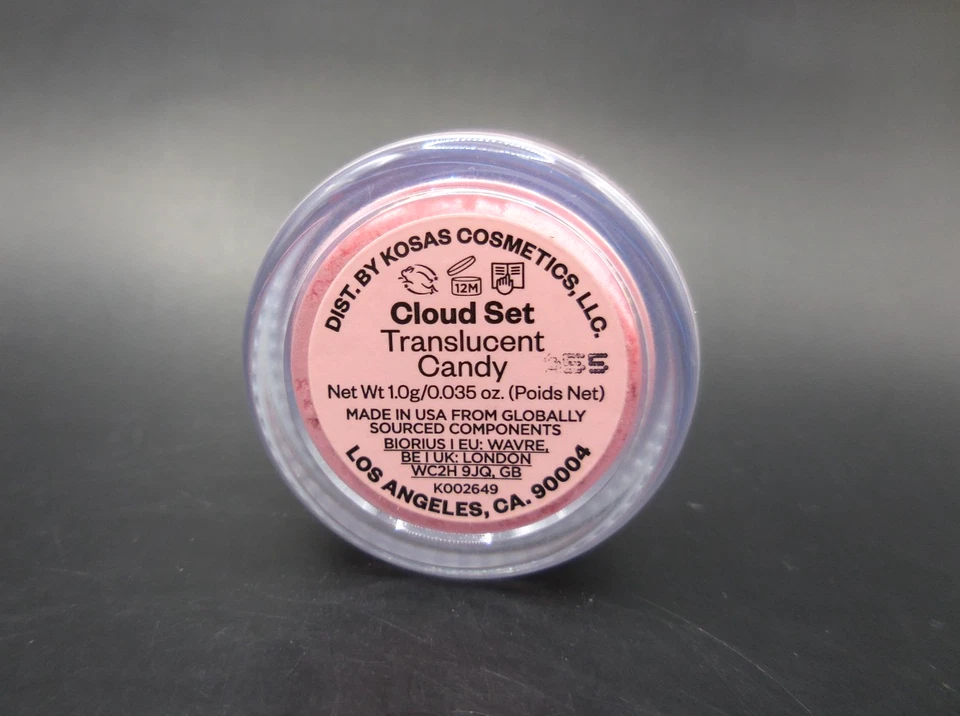 DIST. BY KOSAS COSMETICS, LLC.
12M
Cloud Set
Translucent
Candy
Net Wt 1.0g/0.035 oz. (Poids Net)
MADE IN USA FROM GLOBALLY
SOURCED COMPONENTS
BIORIUS | EU: WAVRE,
BE | UK: LONDON
WC2H 9JQ, GB
K002649
LOS ANGELES, CA. 90004